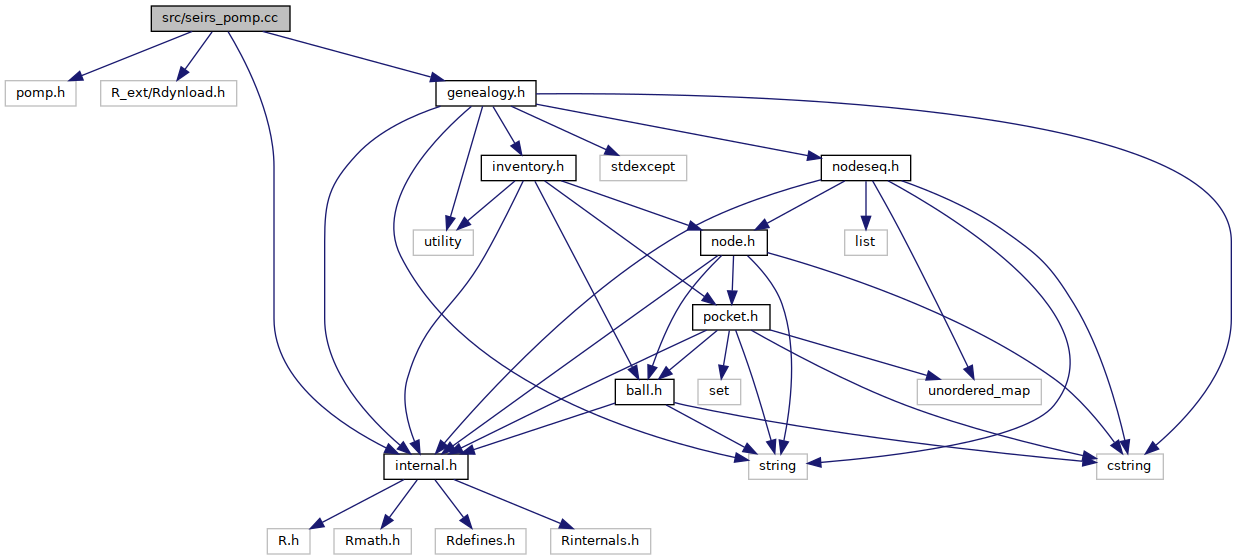 src/seirs_pomp.cc
pomp.h
R_ext/Rdynload.h
genealogy.h
inventory.h
stdexcept
nodeseq.h
utility
node.h
list
pocket.h
ball.h
set
unordered_map
internal.h
string
cstring
R.h
Rmath.h
Rdefines.h
Rinternals.h